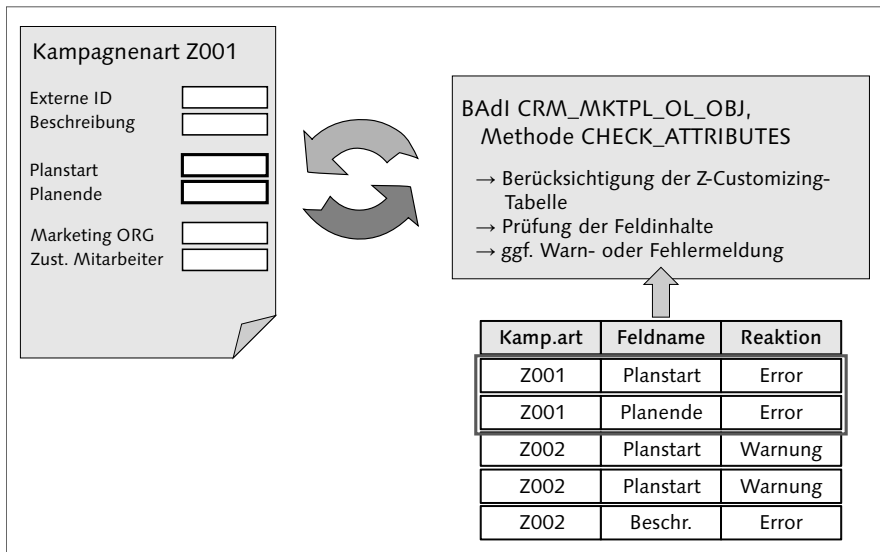 Kampagnenart Z001
Externe ID
Beschreibung
Planstart
Planende
Marketing ORG
Zust. Mitarbeiter
BAdI CRM_MKTPL_OL_OBJ,
Methode CHECK_ATTRIBUTES
→ Berücksichtigung der Z-Customizing-
Tabelle
→ Prüfung der Feldinhalte
→ ggf. Warn- oder Fehlermeldung
Kamp.art Feldname Reaktion
Z001 Planstart Error
Z001 Planende Error
Z002 Planstart Warnung
Z002 Planstart Warnung
Z002 Beschr. Error